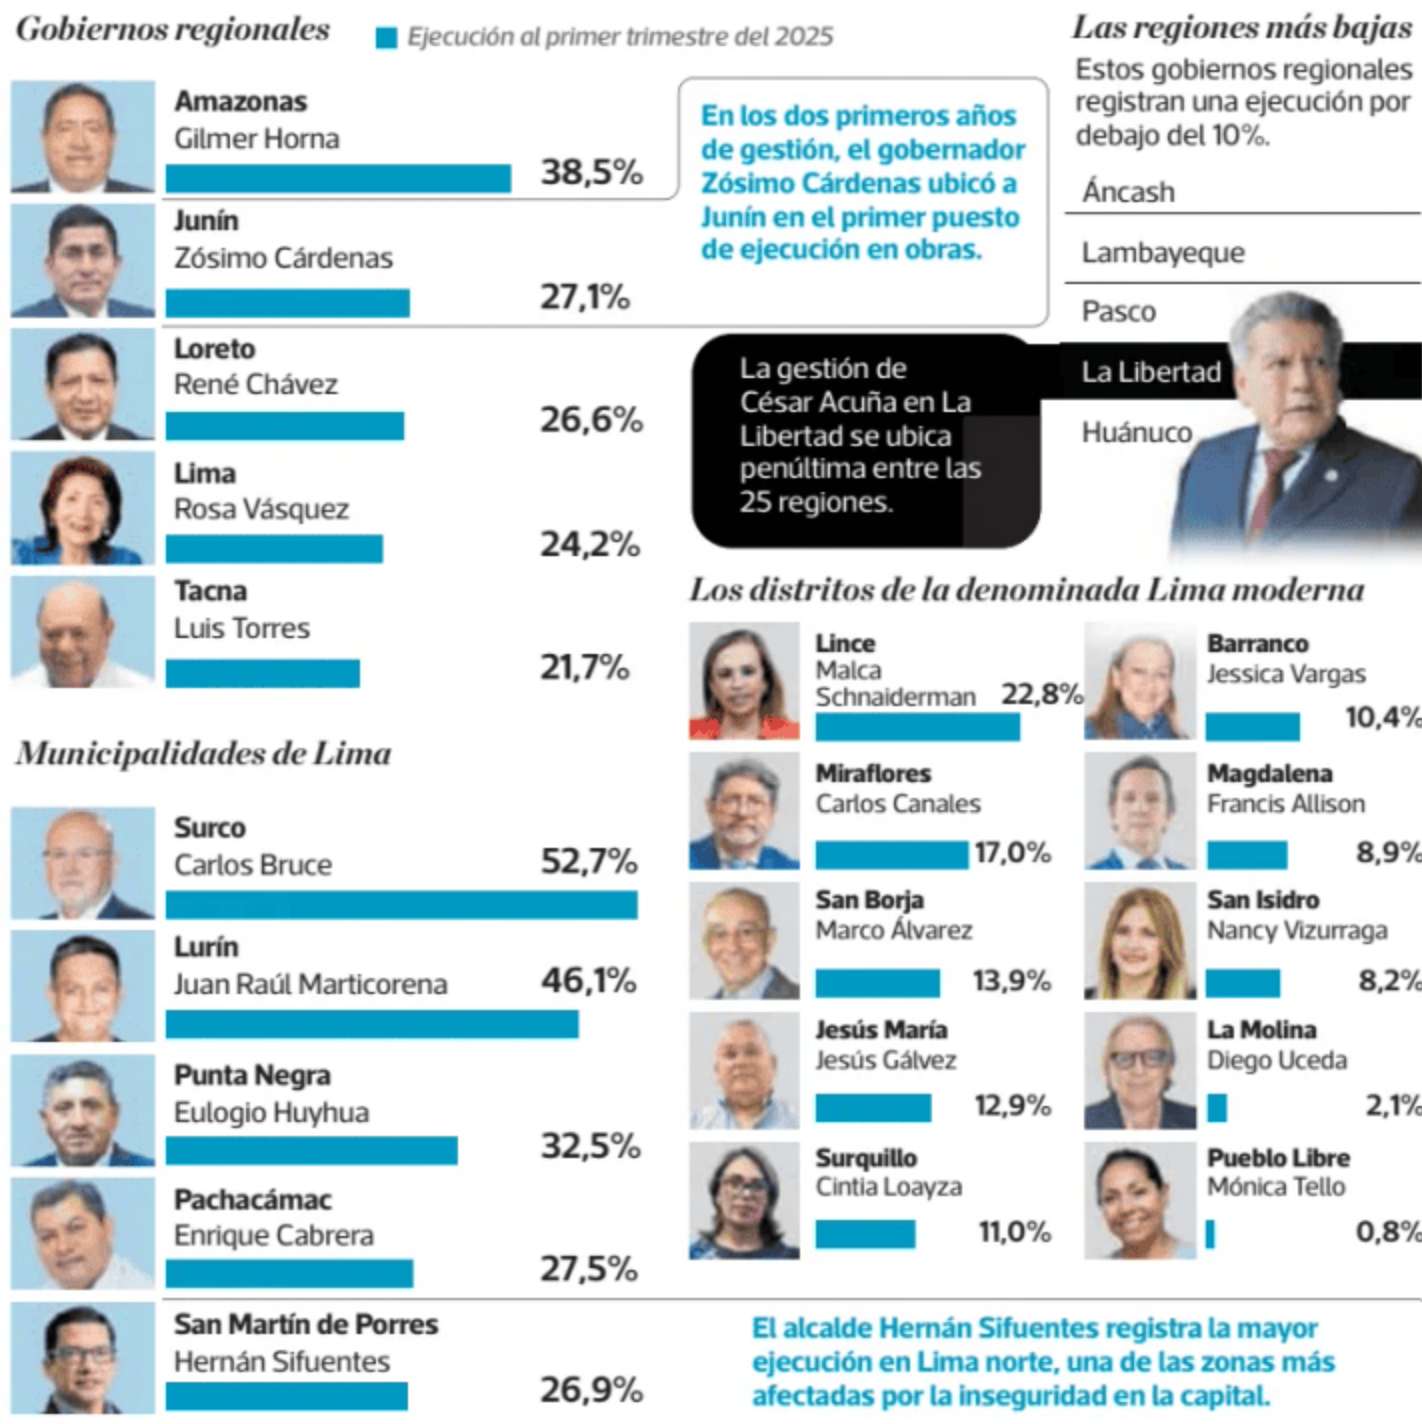 Gobiernos regionales
Ejecución al primer trimestre del 2025
Amazonas
Gilmer Horna
38,5%
Junín
Zósimo Cárdenas
27,1%
Loreto
René Chávez
26,6%
Lima
Rosa Vásquez
24,2%
Tacna
Luis Torres
21,7%
En los dos primeros años
de gestión, el gobernador
Zósimo Cárdenas ubicó a
Junín en el primer puesto
de ejecución en obras.
Las regiones más bajas
Estos gobiernos regionales
registran una ejecución por
debajo del 10%.
Áncash
Lambayeque
Pasco
La Libertad
Huánuco
La gestión de
César Acuña en La
Libertad se ubica
penúltima entre las
25 regiones.
Municipalidades de Lima
Surco
Carlos Bruce
52,7%
Lurín
Juan Raúl Marticorena
46,1%
Punta Negra
Eulogio Huyhua
32,5%
Pachacámac
Enrique Cabrera
27,5%
San Martín de Porres
Hernán Sifuentes
26,9%
Los distritos de la denominada Lima moderna
Lince
Malca
Schnaiderman
22,8%
Miraflores
Carlos Canales
17,0%
San Borja
Marco Álvarez
13,9%
Jesús María
Jesús Gálvez
12,9%
Surquillo
Cintia Loayza
11,0%
Barranco
Jessica Vargas
10,4%
Magdalena
Francis Allison
8,9%
San Isidro
Nancy Vizurraga
8,2%
La Molina
Diego Uceda
2,1%
Pueblo Libre
Mónica Tello
0,8%
El alcalde Hernán Sifuentes registra la mayor
ejecución en Lima norte, una de las zonas más
afectadas por la inseguridad en la capital.